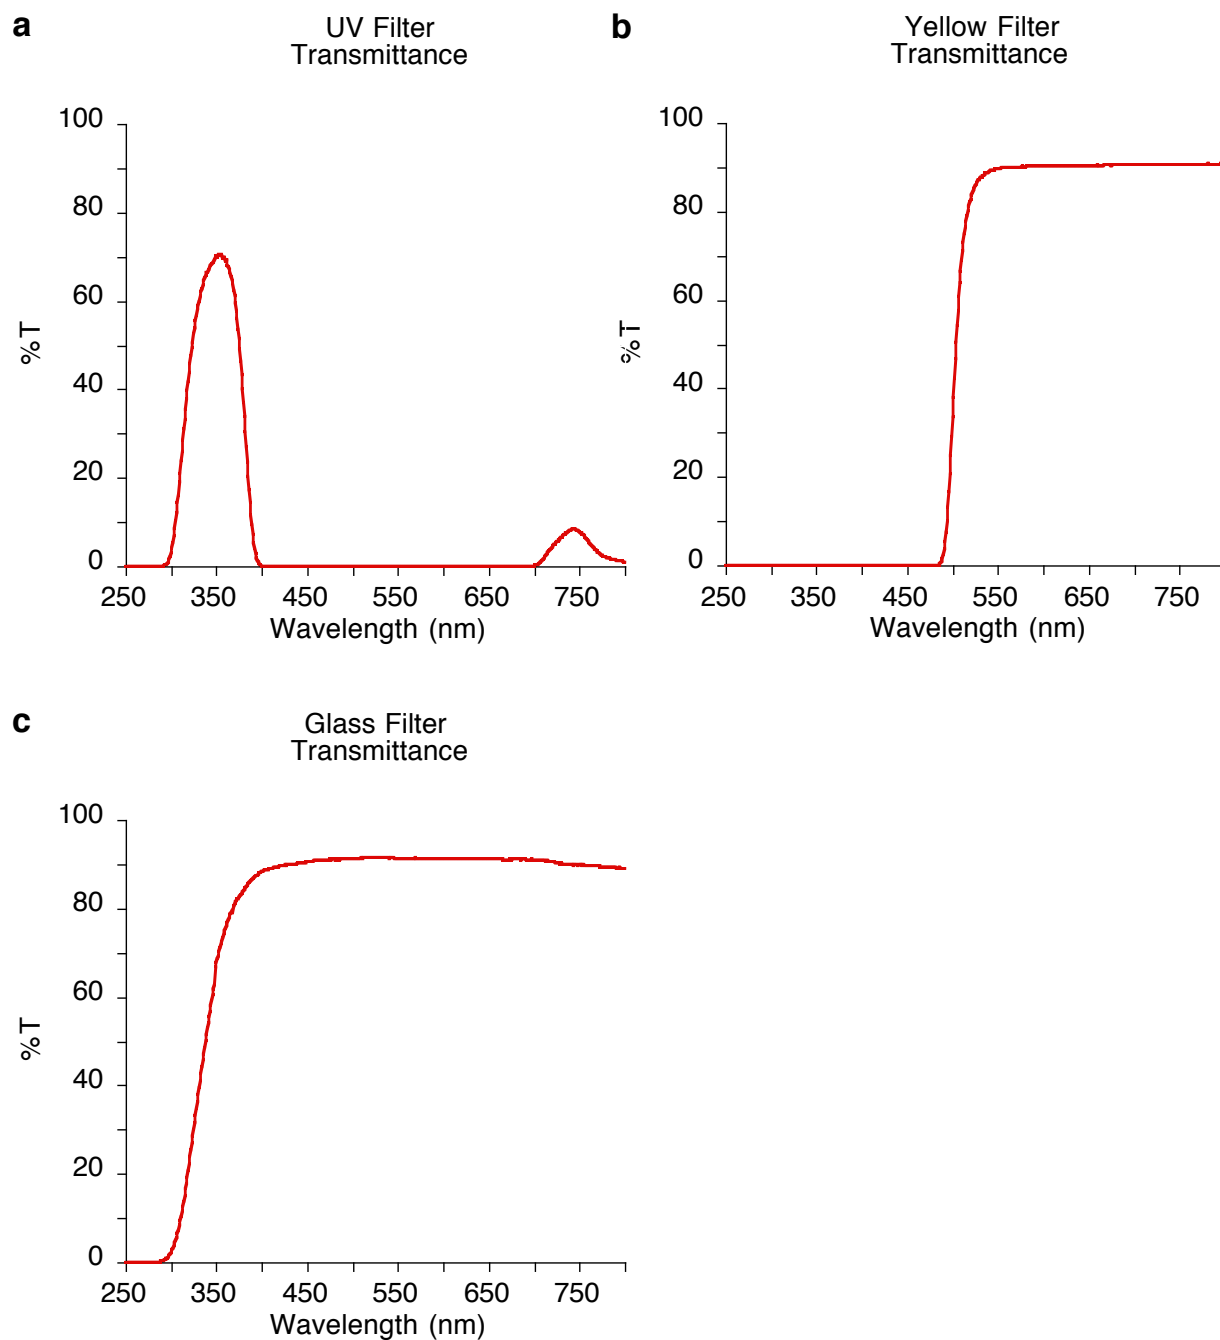 a
UV Filter
Transmittance
100
80
60
40
20
0
%T
250 350 450 550 650 750
Wavelength (nm)
b
Yellow Filter
Transmittance
100
80
60
40
20
0
%T
250 350 450 550 650 750
Wavelength (nm)
c
Glass Filter
Transmittance
100
80
60
40
20
0
%T
250 350 450 550 650 750
Wavelength (nm)